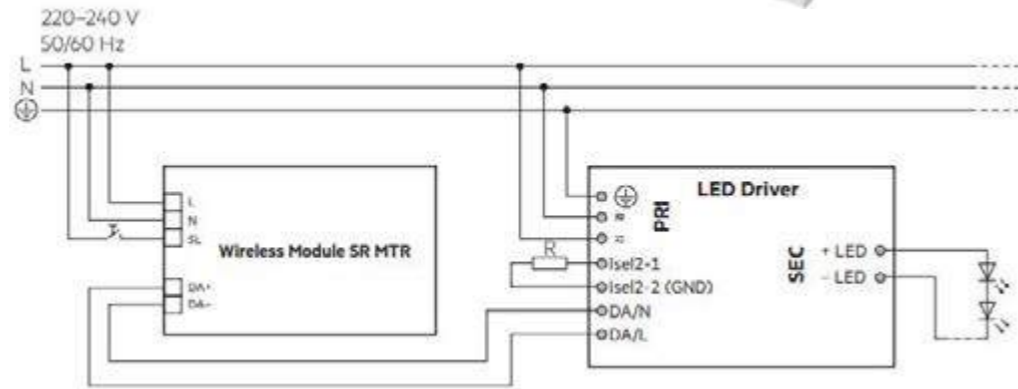 220–240 V
50/60 Hz
L
N
L
N
SL
Wireless Module SR MTR
DA+
DA-
LED Driver
PRI
~
~
R
Isel2-1
Isel2-2 (GND)
DA/N
DA/L
SEC
+ LED
– LED